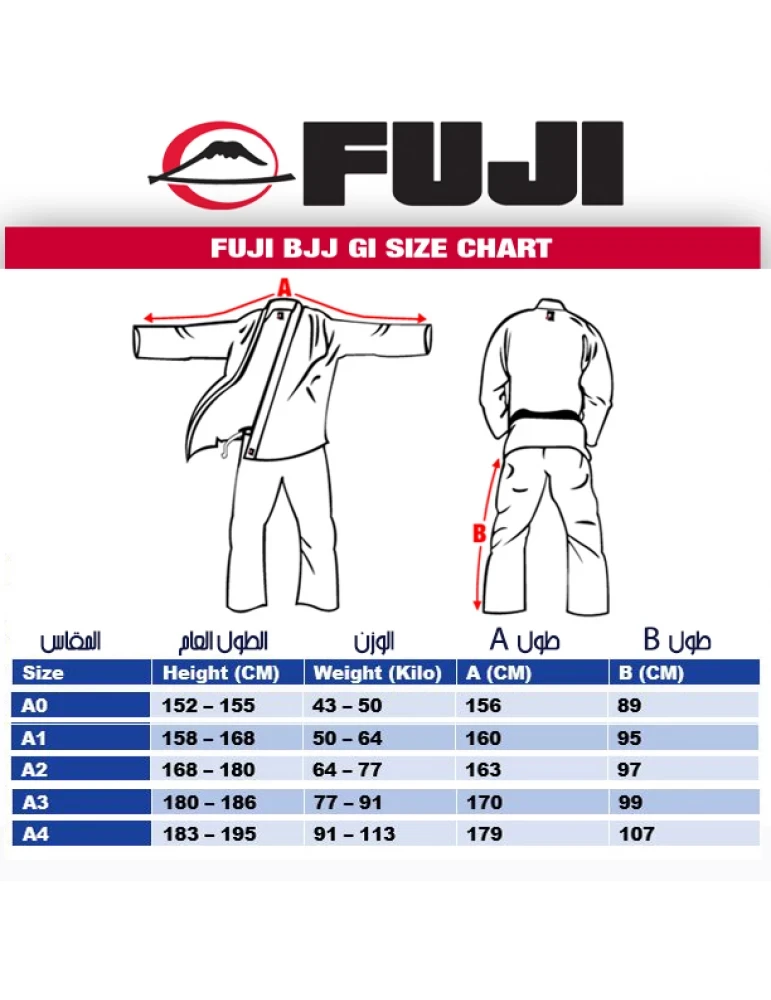 FUJI
FUJI BJJ GI SIZE CHART
A
B
المقاس الطول العام الوزن طول A طول B
Size Height (CM) Weight (Kilo) A (CM) B (CM)
A0 152 – 155 43 – 50 156 89
A1 158 – 168 50 – 64 160 95
A2 168 – 180 64 – 77 163 97
A3 180 – 186 77 – 91 170 99
A4 183 – 195 91 – 113 179 107